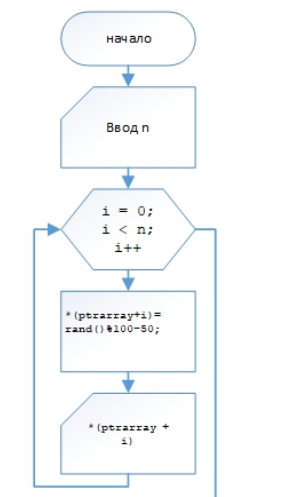 начало
Ввод n
i = 0;
i < n;
i++
*(ptrarray+i)=
rand()%100-50;
*(ptrarray +
i)